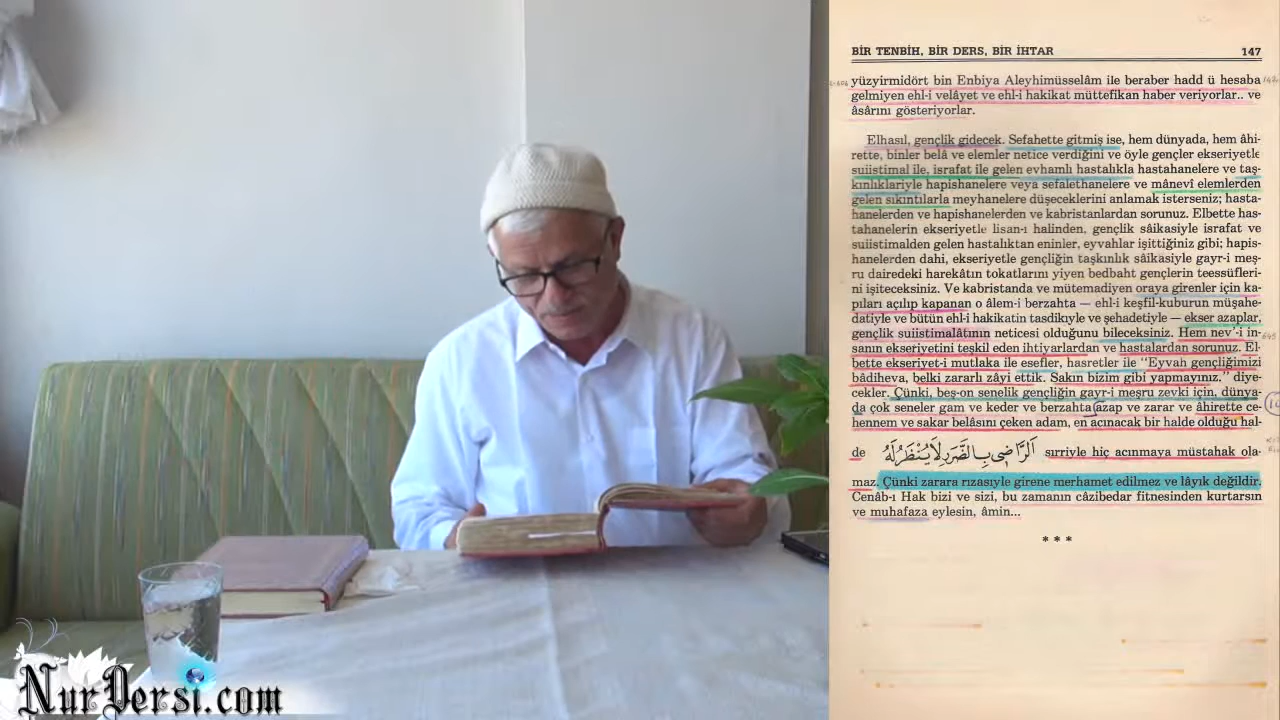 BİR TENBİH, BİR DERS, BİR İHTAR 147
yüzyirmidört bin Enbiya Aleyhimüsselâm ile beraber hadd ü hesaba
gelmiyen ehl-i velâyet ve ehl-i hakikat müttefikan haber veriyorlar.. ve
âsârını gösteriyorlar.
Elhasıl, gençlik gidecek. Sefahette gitmiş ise, hem dünyada, hem âhi-
rette, binler belâ ve elemler netice verdiğini ve öyle gençler ekseriyetle
suiistimal ile, israfat ile gelen evhamlı hastalıkla hastahanelere ve taş-
kınlıklariyle hapishanelere veya sefalethanelere ve mânevî elemlerden
gelen sıkıntılarla meyhanelere düşeceklerini anlamak isterseniz; hasta-
hanelerden ve hapishanelerden ve kabristanlardan sorunuz. Elbette has-
tahanelerin ekseriyetle lisan-ı halinden, gençlik sâikasiyle israfat ve
suiistimalden gelen hastalıktan eninler, eyvahlar işittiğiniz gibi; hapis-
hanelerden dahi, ekseriyetle gençliğin taşkınlık sâikasiyle gayr-i meş-
ru dairedeki harekâtın tokatlarını yiyen bedbaht gençlerin teessüfleri-
ni işiteceksiniz. Ve kabristanda ve mütemadiyen oraya girenler için ka-
pıları açılıp kapanan o âlem-i berzahta — ehl-i keşfil-kuburun müşahe-
datiyle ve bütün ehl-i hakikatin tasdikıyle ve şehadetiyle — ekser azaplar,
gençlik suiistimalâtının neticesi olduğunu bileceksiniz. Hem nev'-i in-
sanın ekseriyetini teşkil eden ihtiyarlardan ve hastalardan sorunuz. El-
bette ekseriyet-i mutlaka ile esefler, hasretler ile "Eyvah gençliğimizi
bâdiheva, belki zararlı zâyi ettik. Sakın bizim gibi yapmayınız." diye-
cekler. Çünki, beş-on senelik gençliğin gayr-i meşru zevki için, dünya-
da çok seneler gam ve keder ve berzahta azap ve zarar ve âhirette ce-
hennem ve sakar belâsını çeken adam, en acınacak bir halde olduğu hal-
de اَلرَّاضِى بِالضَّرَرِ لاَيُنْظَرُ لَهُ sırriyle hiç acınmaya müstahak ola-
maz. Çünki zarara rızasıyle girene merhamet edilmez ve lâyık değildir.
Cenâb-ı Hak bizi ve sizi, bu zamanın câzibedar fitnesinden kurtarsın
ve muhafaza eylesin, âmin...
* * *
NurDersi.com